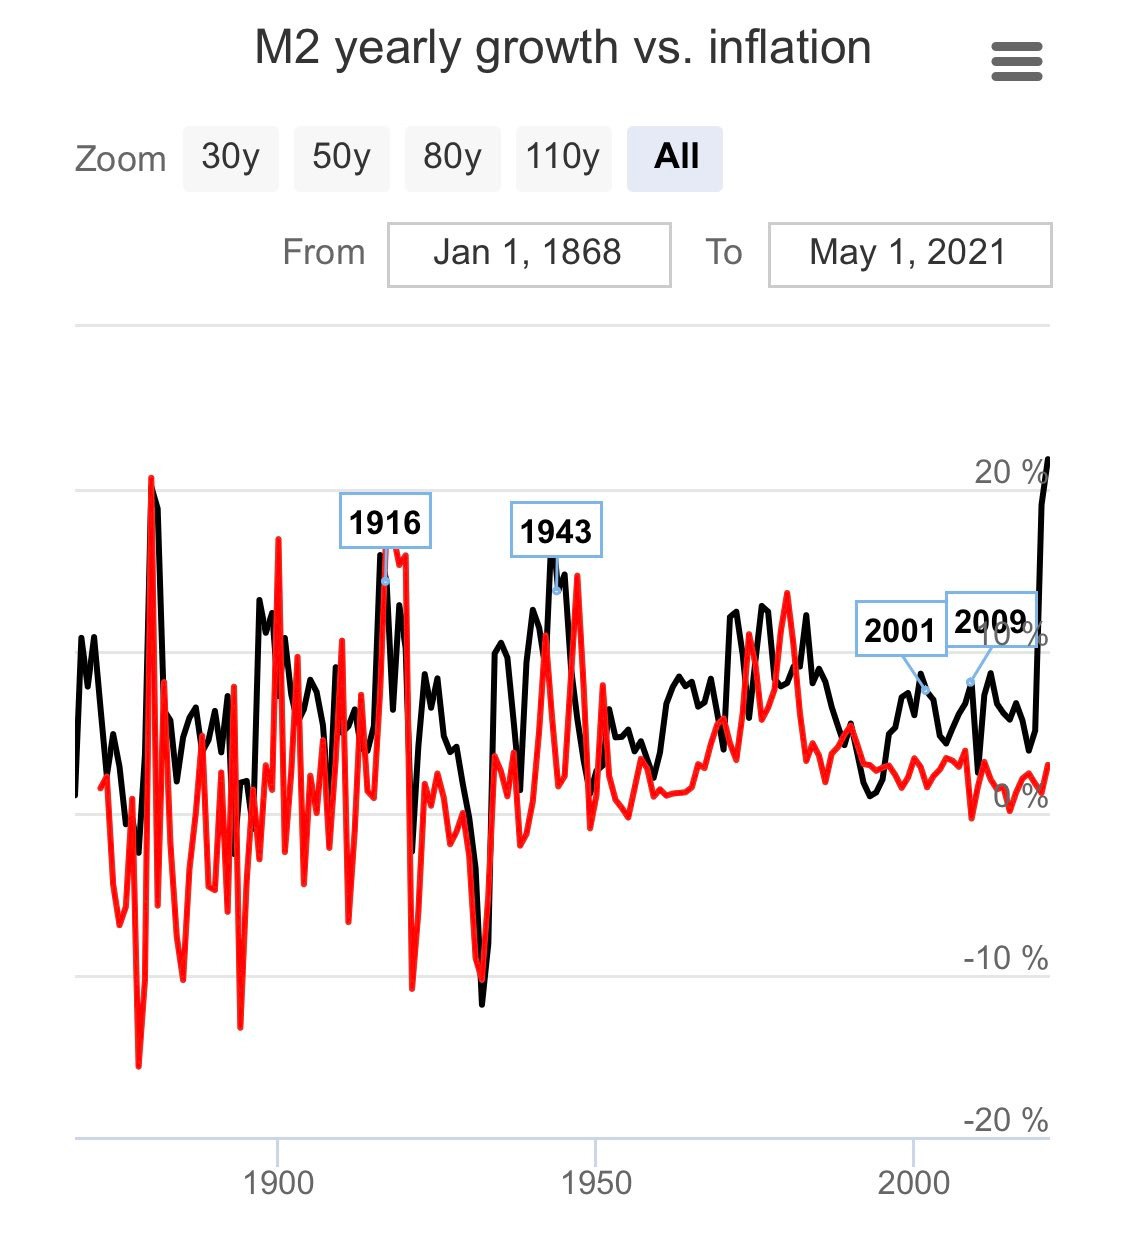 M2 yearly growth vs. inflation
Zoom 30y 50y 80y 110y All
From Jan 1, 1868 To May 1, 2021
20 %
1916
1943
2001
2009
10 %
0 %
-10 %
-20 %
1900 1950 2000